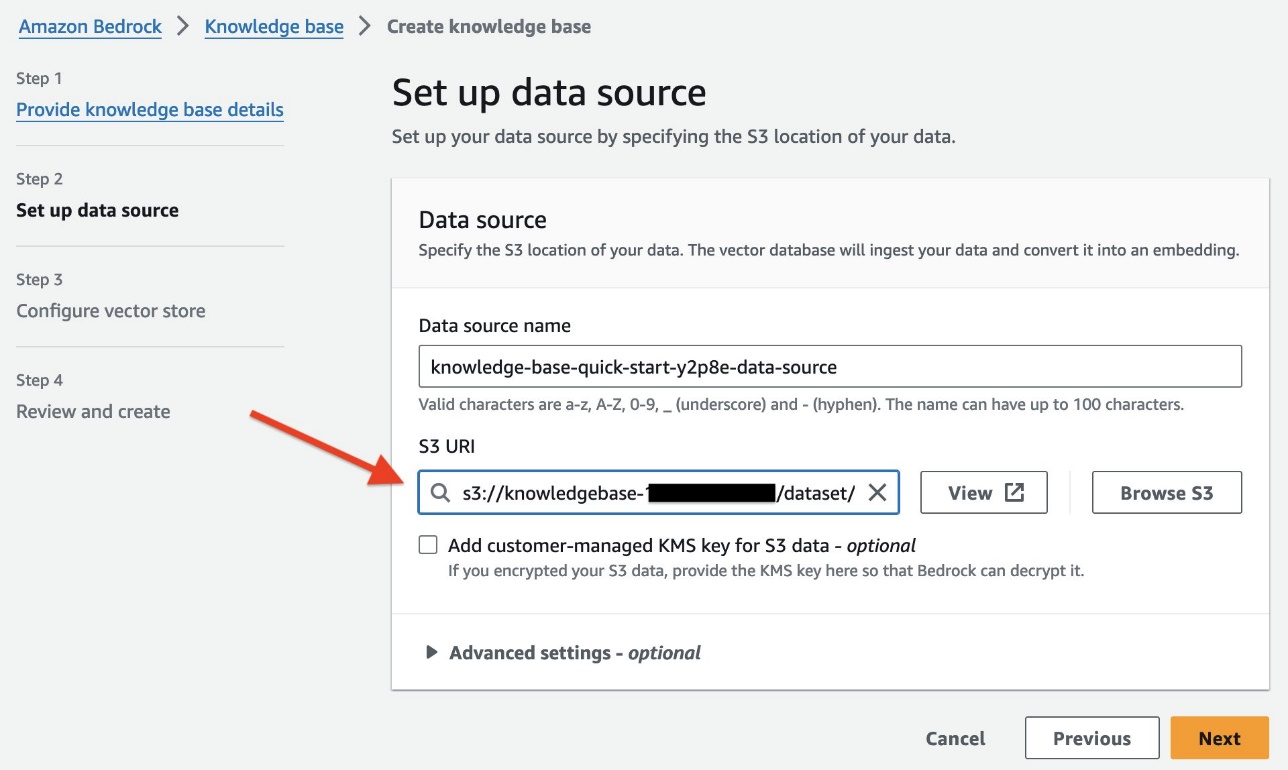 Amazon Bedrock > Knowledge base > Create knowledge base
Step 1
Provide knowledge base details
Step 2
Set up data source
Step 3
Configure vector store
Step 4
Review and create
Set up data source
Set up your data source by specifying the S3 location of your data.
Data source
Specify the S3 location of your data. The vector database will ingest your data and convert it into an embedding.
Data source name
knowledge-base-quick-start-y2p8e-data-source
Valid characters are a-z, A-Z, 0-9, _ (underscore) and - (hyphen). The name can have up to 100 characters.
S3 URI
s3://knowledgebase- /dataset/
View
Browse S3
Add customer-managed KMS key for S3 data - optional
If you encrypted your S3 data, provide the KMS key here so that Bedrock can decrypt it.
Advanced settings - optional
Cancel
Previous
Next